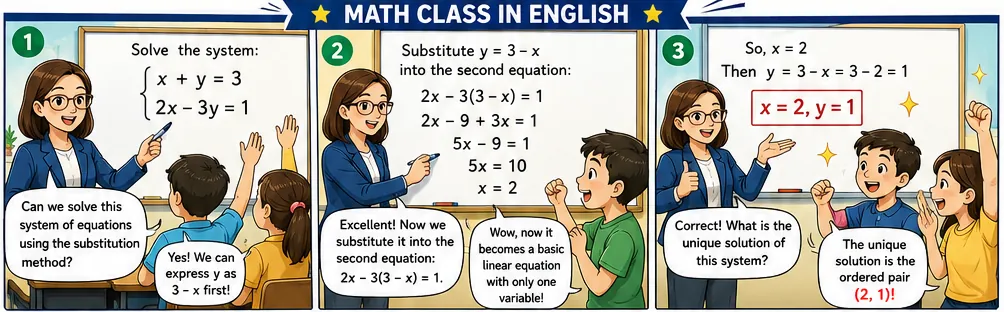 MATH CLASS IN ENGLISH
1
Solve the system:
x + y = 3
2x – 3y = 1
Can we solve this
system of equations
using the substitution
method?
Yes! We can
express y as
3 – x first!
2
Substitute y = 3 – x
into the second equation:
2x – 3(3 – x) = 1
2x – 9 + 3x = 1
5x – 9 = 1
5x = 10
x = 2
Excellent! Now we
substitute it into the
second equation:
2x – 3(3 – x) = 1.
Wow, now it
becomes a basic
linear equation
with only one
variable!
3
So, x = 2
Then y = 3 – x = 3 – 2 = 1
x = 2, y = 1
Correct! What is the
unique solution of
this system?
The unique
solution is the
ordered pair
(2, 1)!